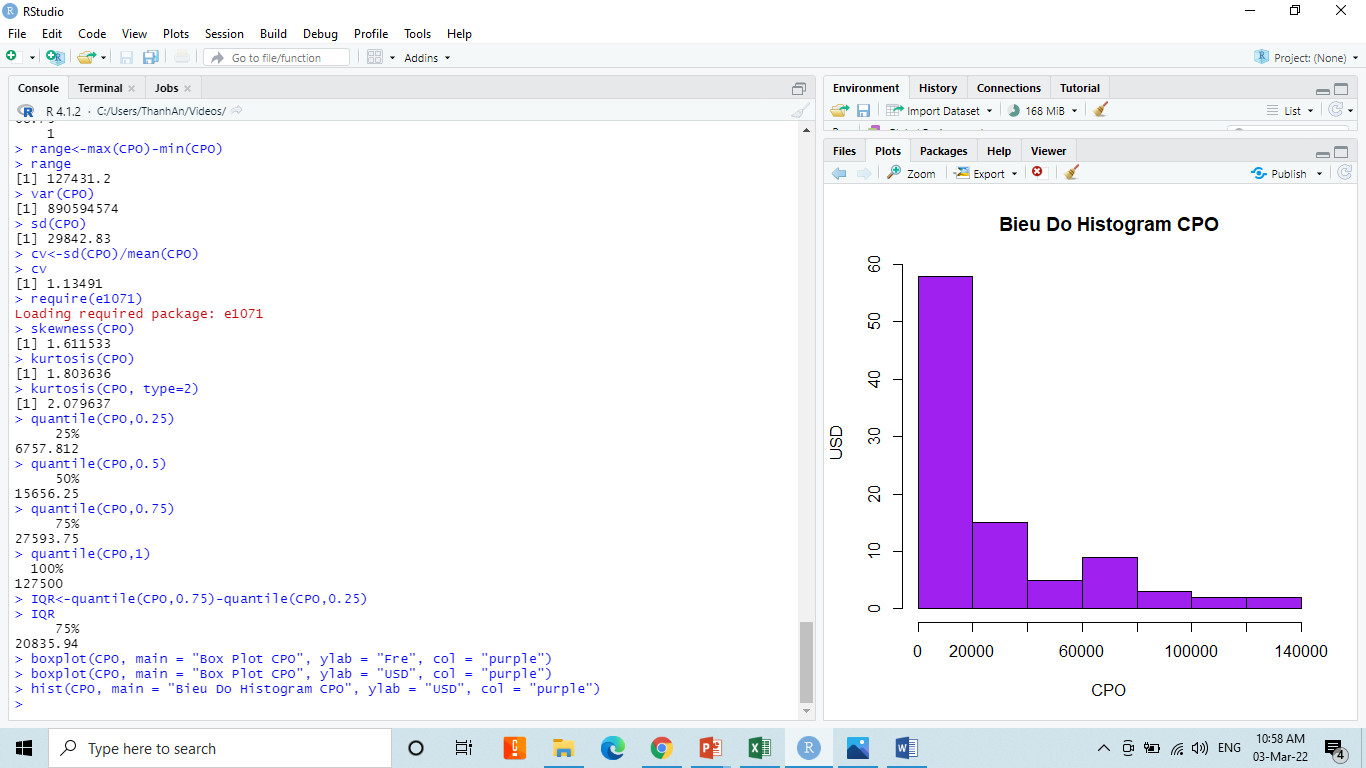 RStudio
File Edit Code View Plots Session Build Debug Profile Tools Help
Go to file/function
Addins
Project: (None)
Console Terminal Jobs
R 4.1.2 · C:/Users/ThanhAn/Videos/
1
> range<-max(CPO)-min(CPO)
> range
[1] 127431.2
> var(CPO)
[1] 890594574
> sd(CPO)
[1] 29842.83
> cv<-sd(CPO)/mean(CPO)
> cv
[1] 1.13491
> require(e1071)
Loading required package: e1071
> skewness(CPO)
[1] 1.611533
> kurtosis(CPO)
[1] 1.803636
> kurtosis(CPO, type=2)
[1] 2.079637
> quantile(CPO,0.25)
25%
6757.812
> quantile(CPO,0.5)
50%
15656.25
> quantile(CPO,0.75)
75%
27593.75
> quantile(CPO,1)
100%
127500
> IQR<-quantile(CPO,0.75)-quantile(CPO,0.25)
> IQR
75%
20835.94
> boxplot(CPO, main = "Box Plot CPO", ylab = "Fre", col = "purple")
> boxplot(CPO, main = "Box Plot CPO", ylab = "USD", col = "purple")
> hist(CPO, main = "Bieu Do Histogram CPO", ylab = "USD", col = "purple")
>
Environment History Connections Tutorial
Import Dataset 168 MiB List
Files Plots Packages Help Viewer
Zoom Export Publish
Bieu Do Histogram CPO
60
50
40
30
20
10
0
USD
0 20000 60000 100000 140000
CPO
Type here to search
ENG
10:58 AM
03-Mar-22
4